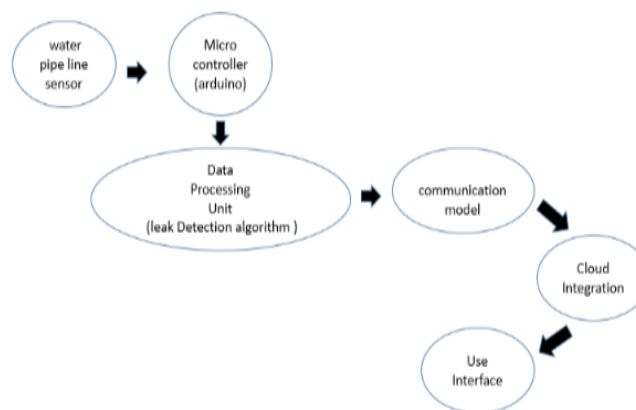 water
pipe line
sensor
Micro
controller
(arduino)
Data
Processing
Unit
(leak Detection algorithm )
communication
model
Cloud
Integration
Use
Interface